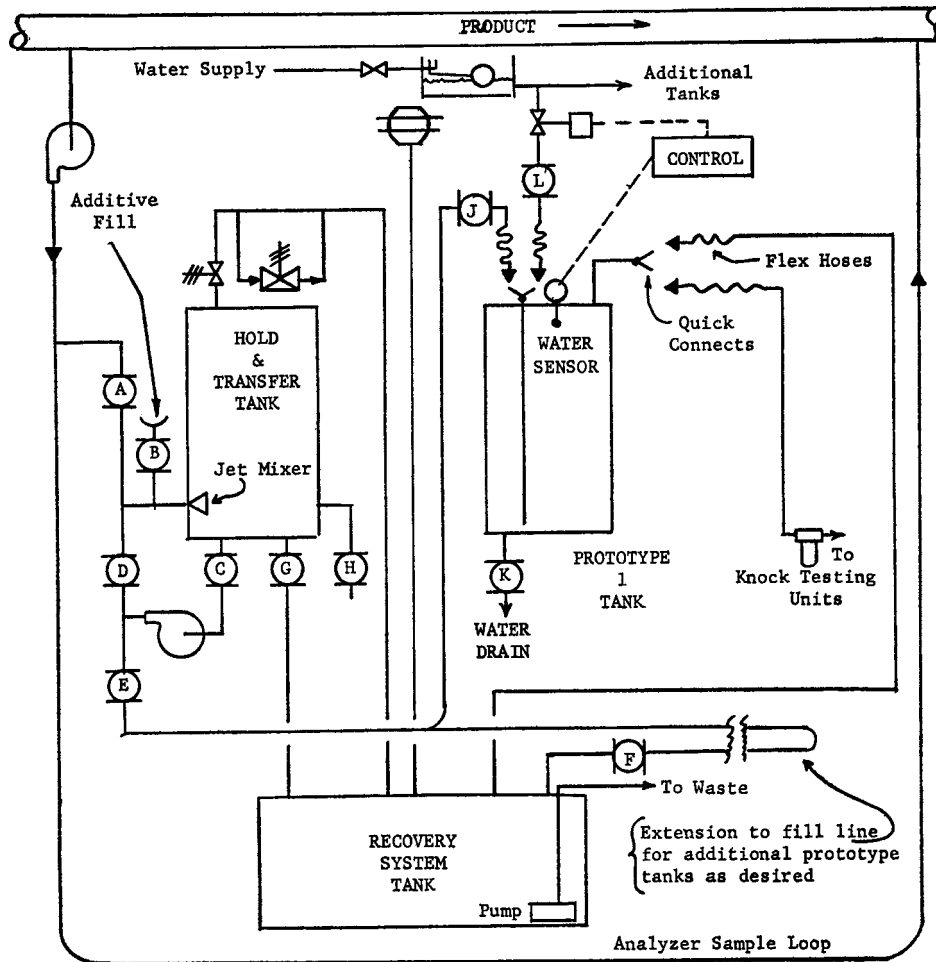 PRODUCT
Water Supply
Additional
Tanks
CONTROL
L
J
Additive
Fill
Flex Hoses
HOLD
&
TRANSFER
TANK
WATER
SENSOR
Quick
Connects
A
B
Jet Mixer
D
C
G
H
K
PROTOTYPE
1
TANK
To
Knock Testing
Units
WATER
DRAIN
E
F
To Waste
RECOVERY
SYSTEM
TANK
Extension to fill line
for additional prototype
tanks as desired
Pump
Analyzer Sample Loop